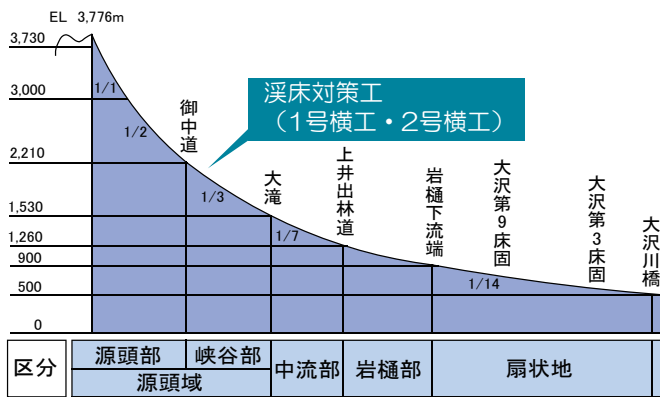 EL 3,776m
3,730
3,000
2,210
1,530
1,260
900
500
0
1/1
1/2
1/3
1/7
1/14
渓床対策工
（1号横工・2号横工）
御中道
大滝
上井出林道
岩樋下流端
大沢第9床固
大沢第3床固
大沢川橋
区分
源頭部
峡谷部
源頭域
中流部
岩樋部
扇状地